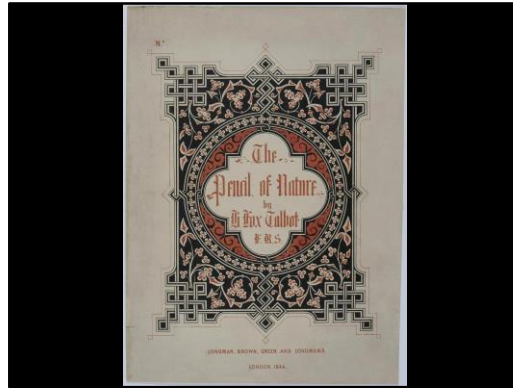 N.º
The
Pencil of Nature
by
H. Fox Talbot
F.R.S.
LONGMAN, BROWN, GREEN AND LONGMANS,
LONDON, 1844.